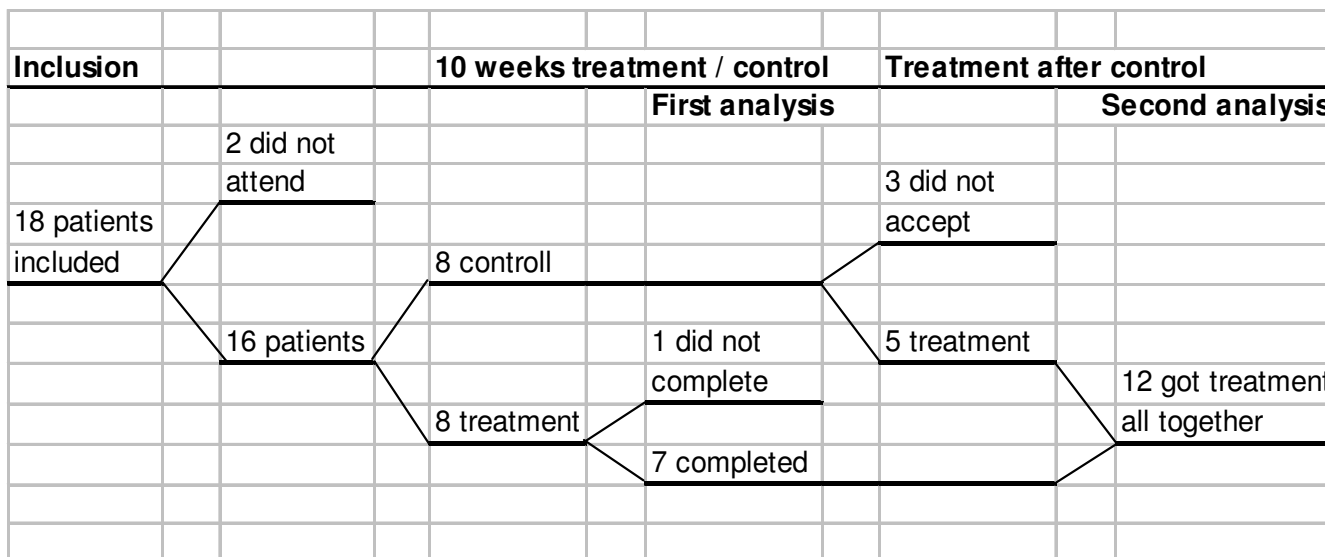 Inclusion 10 weeks treatment / control Treatment after control
First analysis Second analysis
2 did not
attend
3 did not
accept
18 patients
included
8 controll
16 patients
1 did not
complete
5 treatment
12 got treatment
all together
8 treatment
7 completed